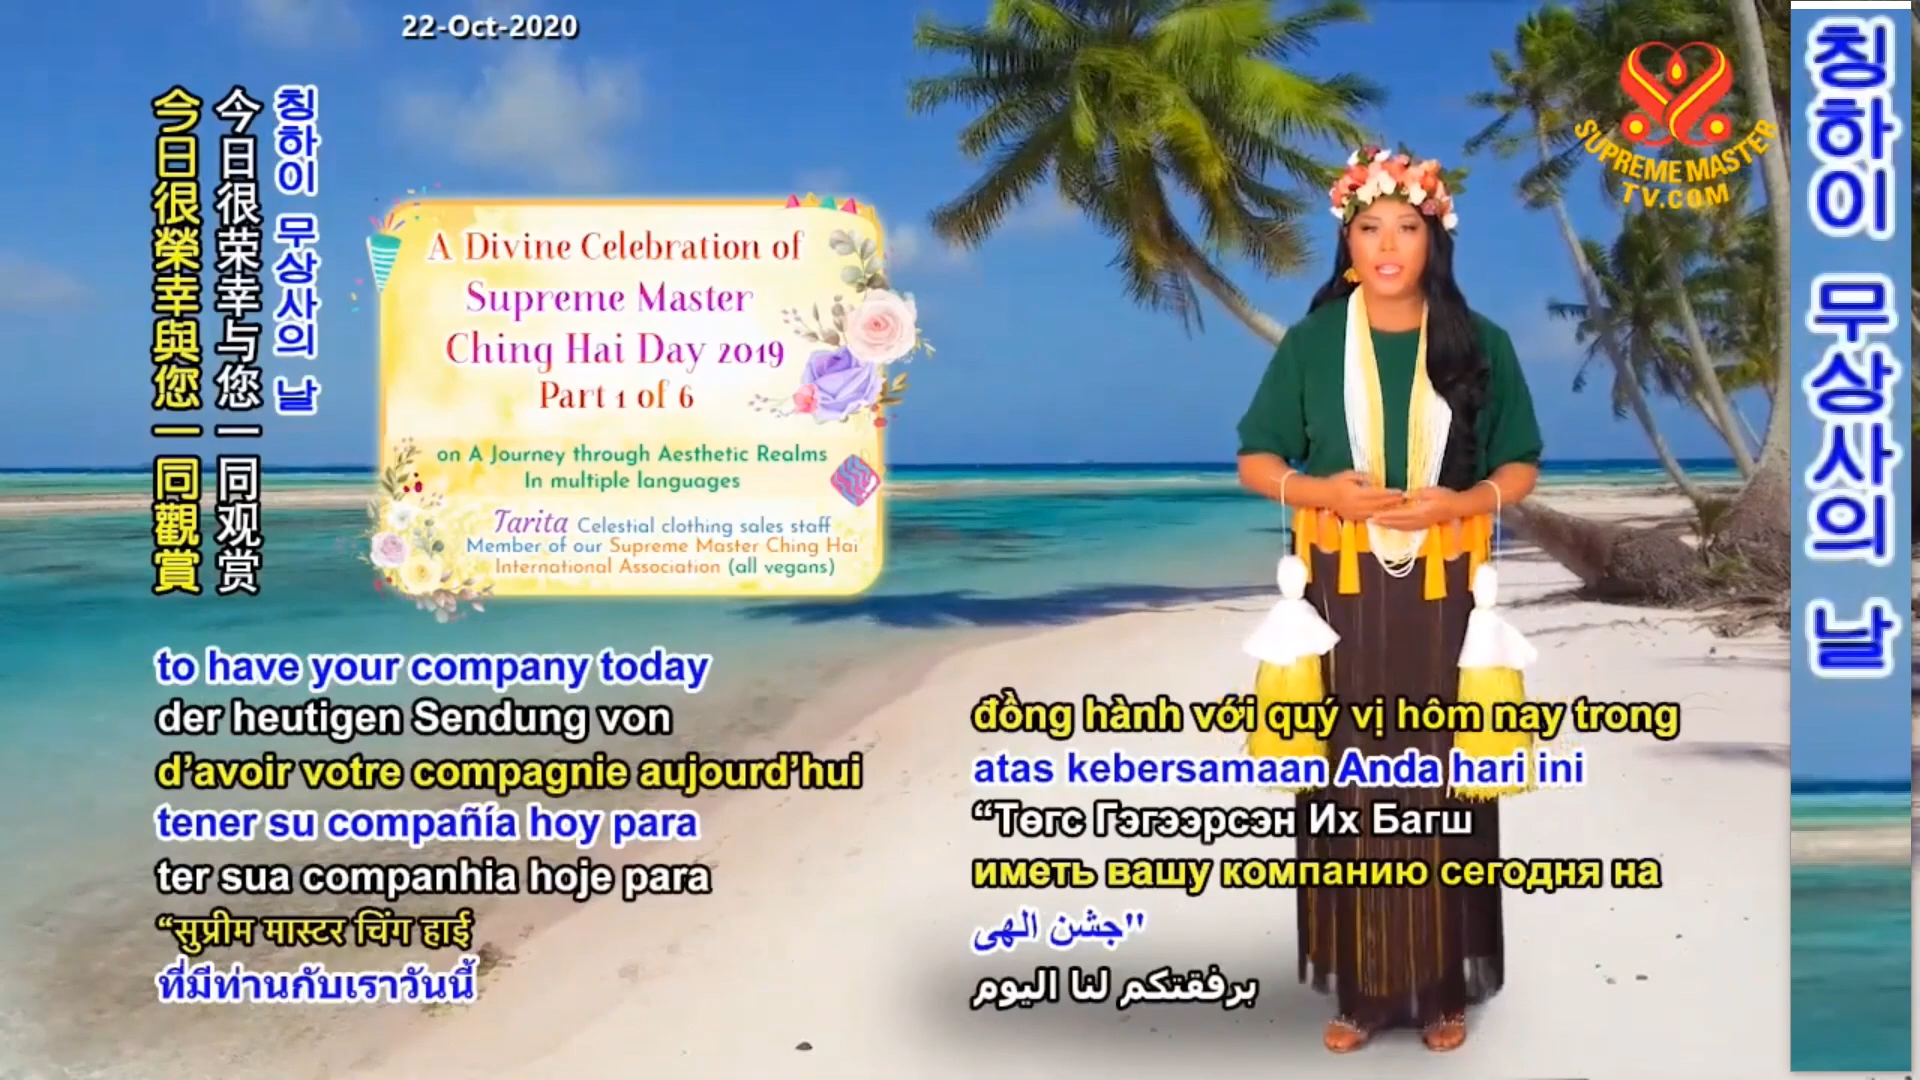 22-Oct-2020
칭하이 무상사의 날
今日很荣幸与您一同观赏
今日很榮幸與您一同觀賞
A Divine Celebration of
Supreme Master
Ching Hai Day 2019
Part 1 of 6
on A Journey through Aesthetic Realms
In multiple languages
Tarita Celestial clothing sales staff
Member of our Supreme Master Ching Hai
International Association (all vegans)
SUPREME MASTER
TV.COM
칭하이 무상사의 날
to have your company today
der heutigen Sendung von
d’avoir votre compagnie aujourd’hui
tener su compañía hoy para
ter sua companhia hoje para
“सुप्रीम मास्टर चिंग हाई
ที่มีท่านกับเราวันนี้
đồng hành với quý vị hôm nay trong
atas kebersamaan Anda hari ini
“Төгс Гэгээрсэн Их Багш
иметь вашу компанию сегодня на
"جشن الهی
برفقتكم لنا اليوم